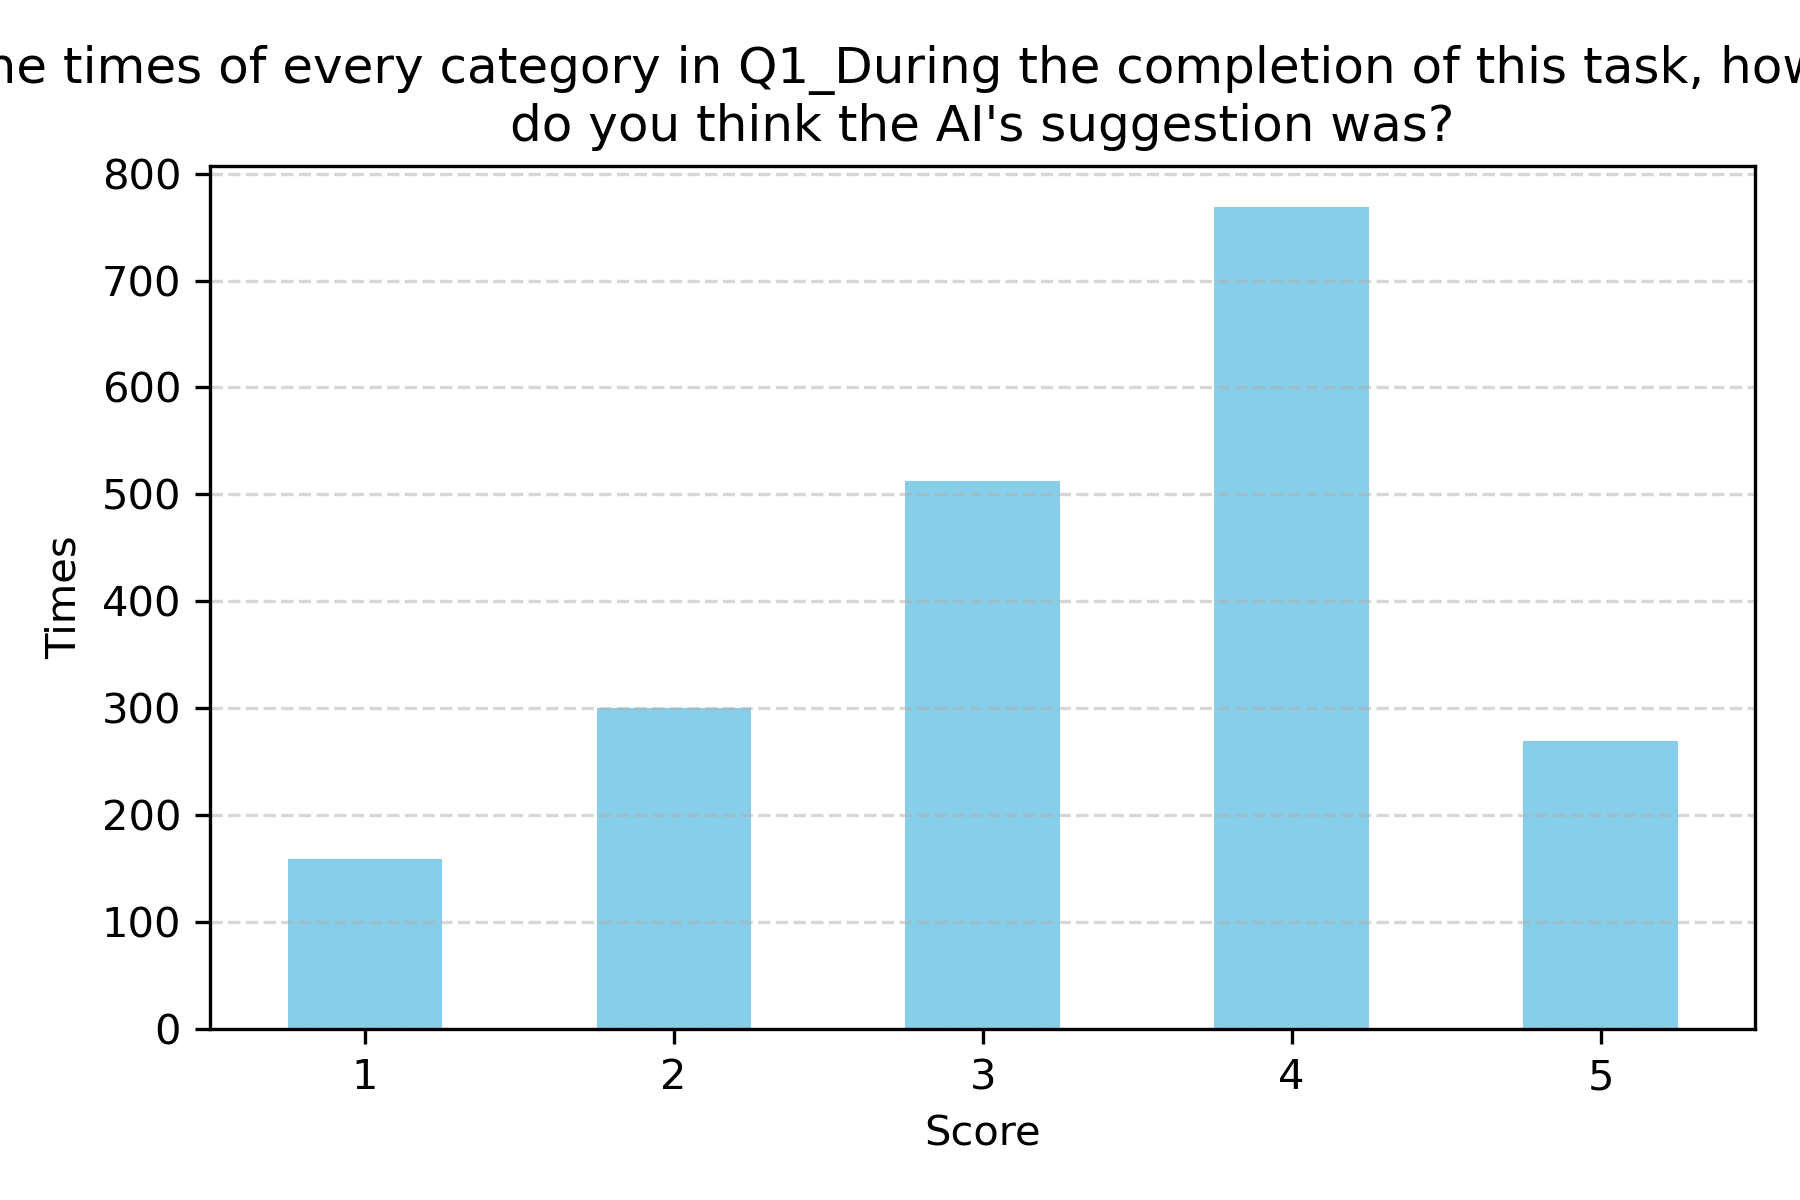 times of every category in Q1_During the completion of this task, how
do you think the AI's suggestion was?
800
700
600
500
400
300
200
100
0
Times
1 2 3 4 5
Score